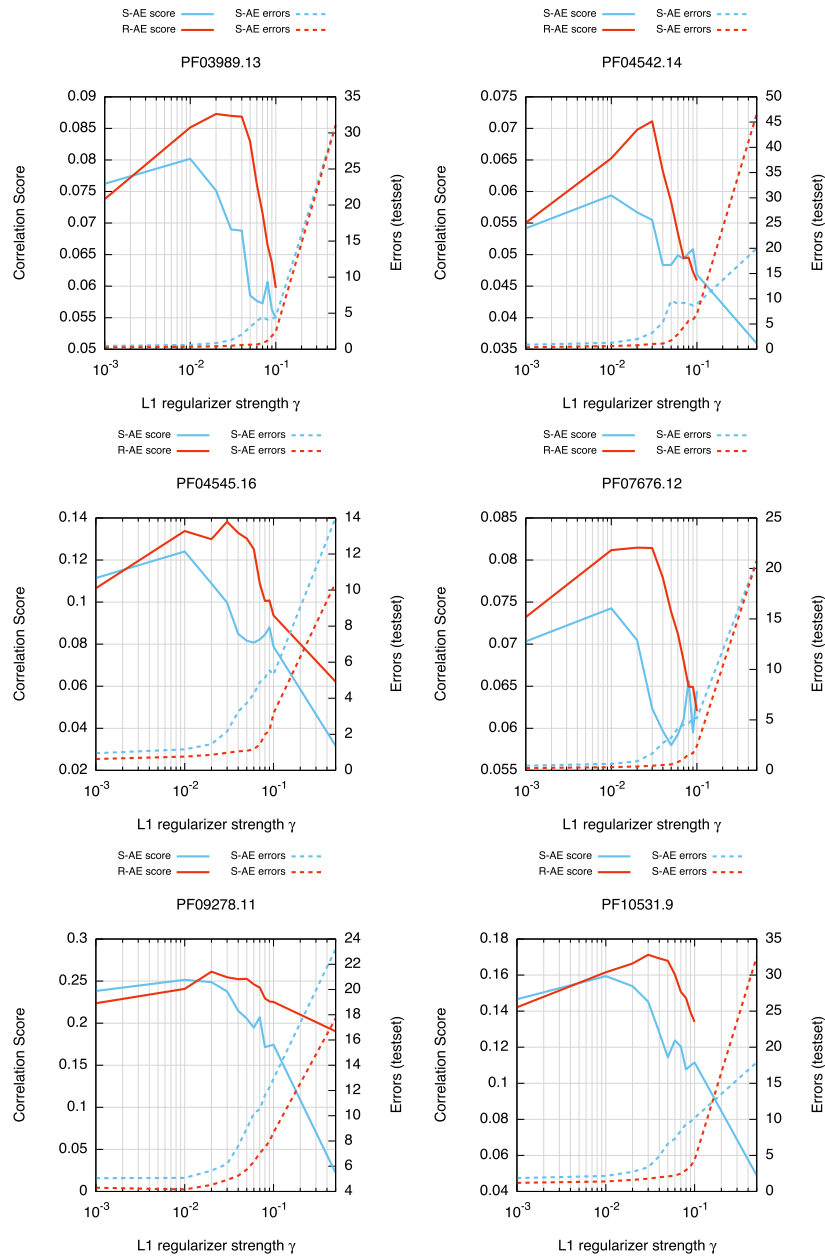 S-AE score S-AE errors
R-AE score S-AE errors
PF03989.13
0.09 0.085 0.08 0.075 0.07 0.065 0.06 0.055 0.05
Correlation Score
35 30 25 20 15 10 5 0
Errors (testset)
10-3 10-2 10-1
L1 regularizer strength γ
S-AE score S-AE errors
R-AE score S-AE errors
PF04542.14
0.075 0.07 0.065 0.06 0.055 0.05 0.045 0.04 0.035
Correlation Score
50 45 40 35 30 25 20 15 10 5 0
Errors (testset)
10-3 10-2 10-1
L1 regularizer strength γ
S-AE score S-AE errors
R-AE score S-AE errors
PF04545.16
0.14 0.12 0.1 0.08 0.06 0.04 0.02
Correlation Score
14 12 10 8 6 4 2 0
Errors (testset)
10-3 10-2 10-1
L1 regularizer strength γ
S-AE score S-AE errors
R-AE score S-AE errors
PF07676.12
0.085 0.08 0.075 0.07 0.065 0.06 0.055
Correlation Score
25 20 15 10 5 0
Errors (testset)
10-3 10-2 10-1
L1 regularizer strength γ
S-AE score S-AE errors
R-AE score S-AE errors
PF09278.11
0.3 0.25 0.2 0.15 0.1 0.05 0
Correlation Score
24 22 20 18 16 14 12 10 8 6 4
Errors (testset)
10-3 10-2 10-1
L1 regularizer strength γ
S-AE score S-AE errors
R-AE score S-AE errors
PF10531.9
0.18 0.16 0.14 0.12 0.1 0.08 0.06 0.04
Correlation Score
35 30 25 20 15 10 5 0
Errors (testset)
10-3 10-2 10-1
L1 regularizer strength γ